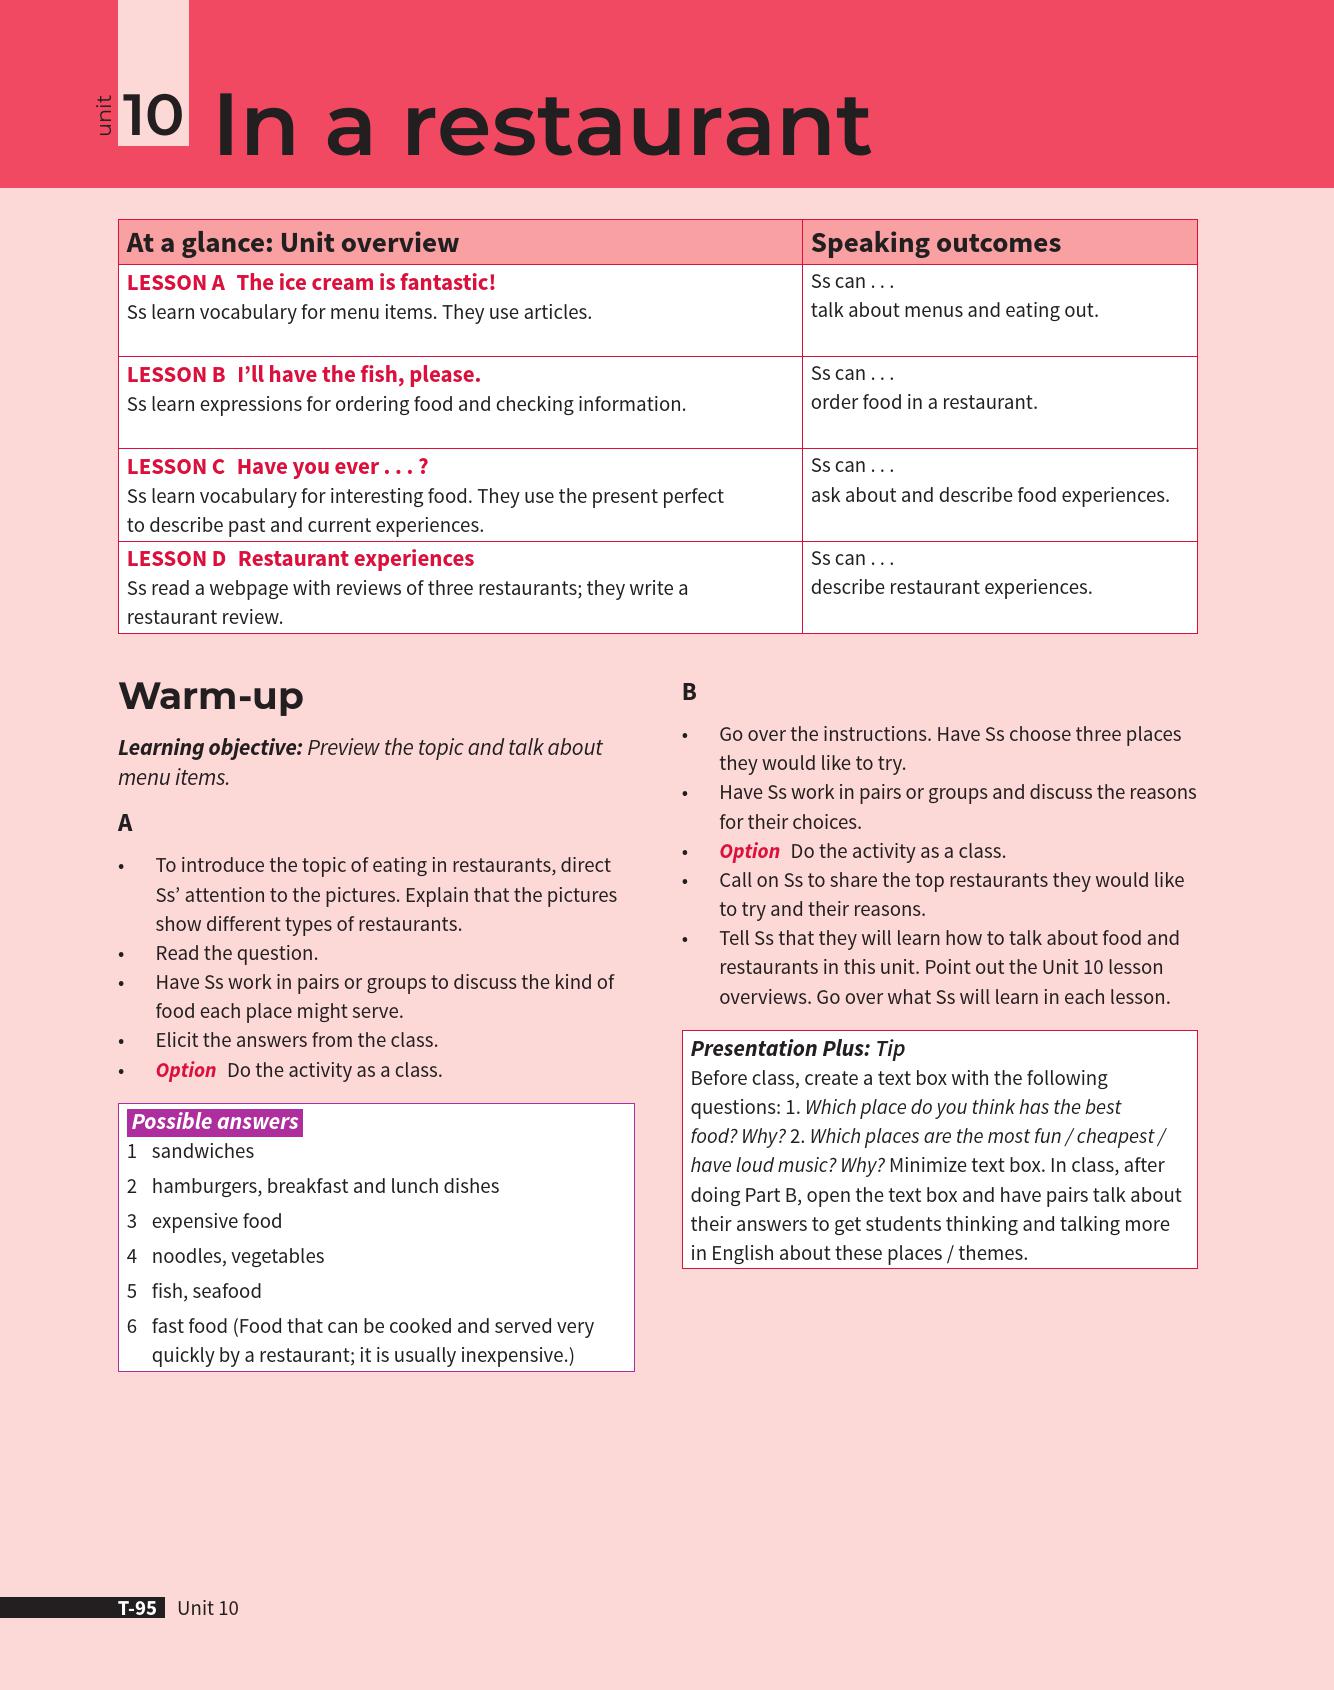 unit
10 In a restaurant
At a glance: Unit overview
Speaking outcomes
LESSON A The ice cream is fantastic!
Ss learn vocabulary for menu items. They use articles.
Ss can . . .
talk about menus and eating out.
LESSON B I’ll have the fish, please.
Ss learn expressions for ordering food and checking information.
Ss can . . .
order food in a restaurant.
LESSON C Have you ever . . . ?
Ss learn vocabulary for interesting food. They use the present perfect
to describe past and current experiences.
Ss can . . .
ask about and describe food experiences.
LESSON D Restaurant experiences
Ss read a webpage with reviews of three restaurants; they write a
restaurant review.
Ss can . . .
describe restaurant experiences.
Warm-up
Learning objective: Preview the topic and talk about
menu items.
A
• To introduce the topic of eating in restaurants, direct
Ss’ attention to the pictures. Explain that the pictures
show different types of restaurants.
• Read the question.
• Have Ss work in pairs or groups to discuss the kind of
food each place might serve.
• Elicit the answers from the class.
• Option Do the activity as a class.
Possible answers
1 sandwiches
2 hamburgers, breakfast and lunch dishes
3 expensive food
4 noodles, vegetables
5 fish, seafood
6 fast food (Food that can be cooked and served very
quickly by a restaurant; it is usually inexpensive.)
B
• Go over the instructions. Have Ss choose three places
they would like to try.
• Have Ss work in pairs or groups and discuss the reasons
for their choices.
• Option Do the activity as a class.
• Call on Ss to share the top restaurants they would like
to try and their reasons.
• Tell Ss that they will learn how to talk about food and
restaurants in this unit. Point out the Unit 10 lesson
overviews. Go over what Ss will learn in each lesson.
Presentation Plus: Tip
Before class, create a text box with the following
questions: 1. Which place do you think has the best
food? Why? 2. Which places are the most fun / cheapest /
have loud music? Why? Minimize text box. In class, after
doing Part B, open the text box and have pairs talk about
their answers to get students thinking and talking more
in English about these places / themes.
T-95 Unit 10